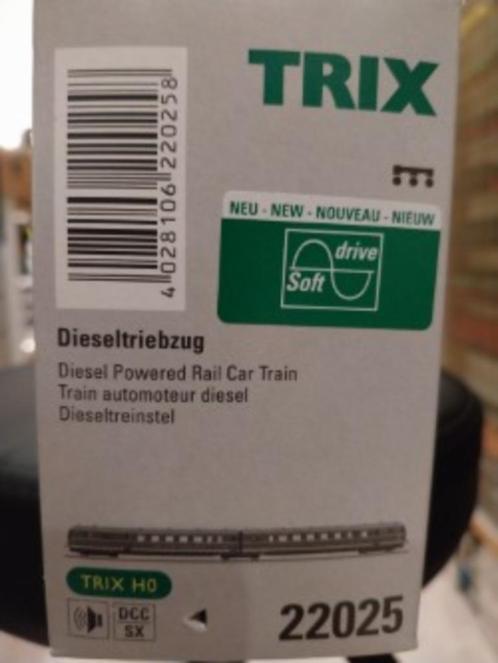 TRIX
4 028106 220258
NEU - NEW - NOUVEAU - NIEUW
Soft drive
Dieseltriebzug
Diesel Powered Rail Car Train
Train automoteur diesel
Dieseltreinstel
TRIX H0
DCC
SX
22025